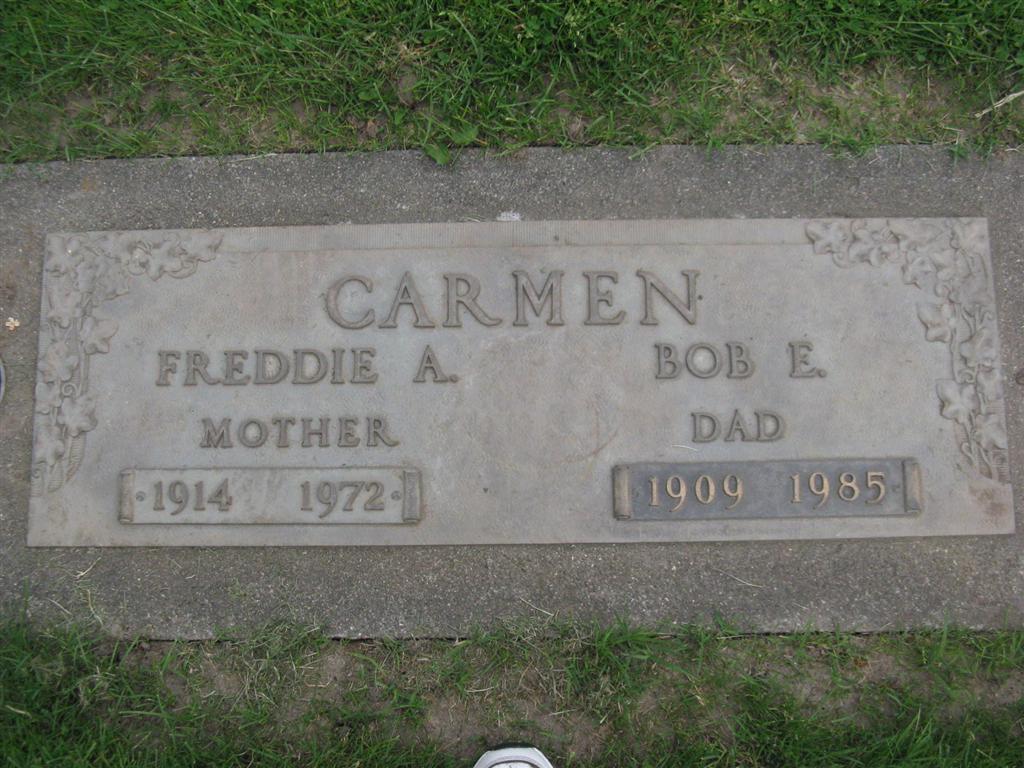 CARMEN
FREDDIE A. BOB E.
MOTHER DAD
1914 1972 1909 1985